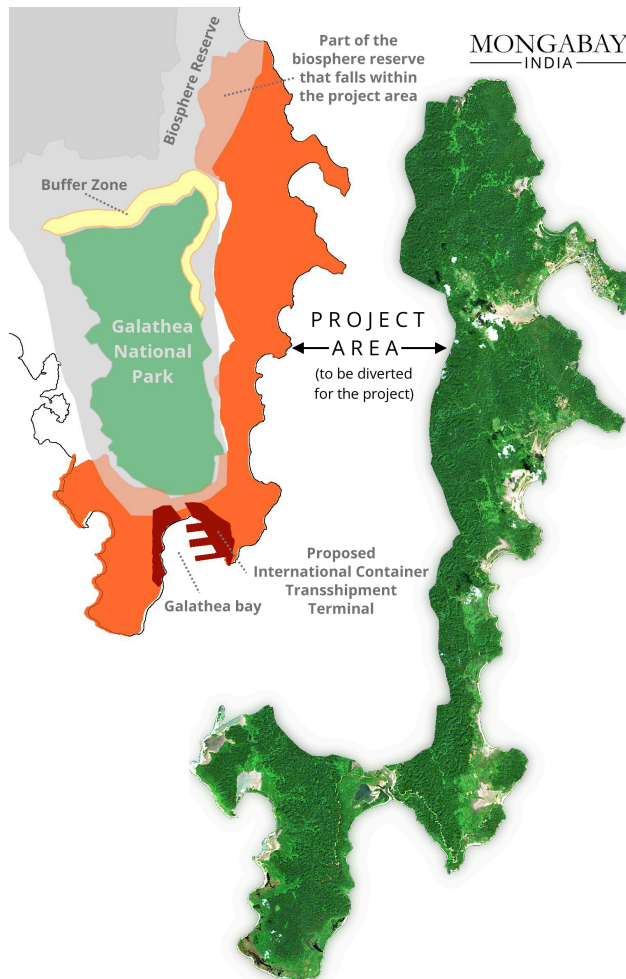 MONGABAY
INDIA
Part of the
biosphere reserve
that falls within
the project area
Biosphere Reserve
Buffer Zone
Galathea
National
Park
PROJECT
AREA
(to be diverted
for the project)
Proposed
International Container
Transshipment
Terminal
Galathea bay